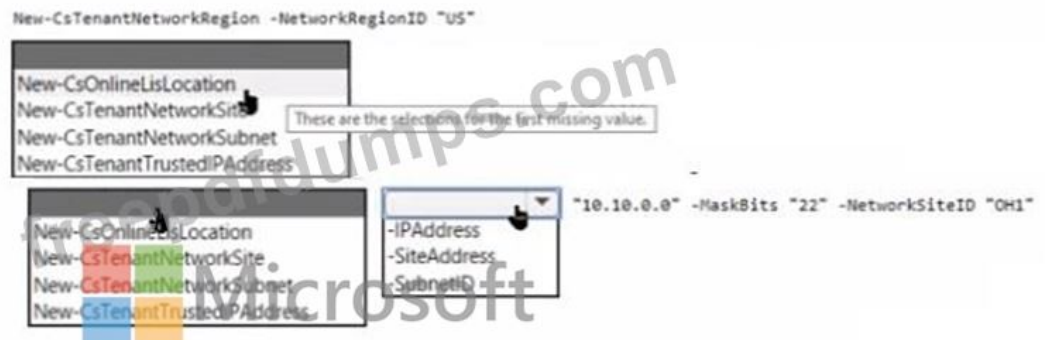 New-CsTenantNetworkRegion -NetworkRegionID "US"
New-CsOnlineLisLocation
New-CsTenantNetworkSite
New-CsTenantNetworkSubnet
New-CsTenantTrustedIPAddress
These are the selections for the first missing value.
"10.10.0.0" -MaskBits "22" -NetworkSiteID "OH1"
New-CsOnlineLisLocation
New-CsTenantNetworkSite
New-CsTenantNetworkSubnet
New-CsTenantTrustedIPAddress
-IPAddress
-SiteAddress
-SubnetID
freepdfdumps.com
Microsoft